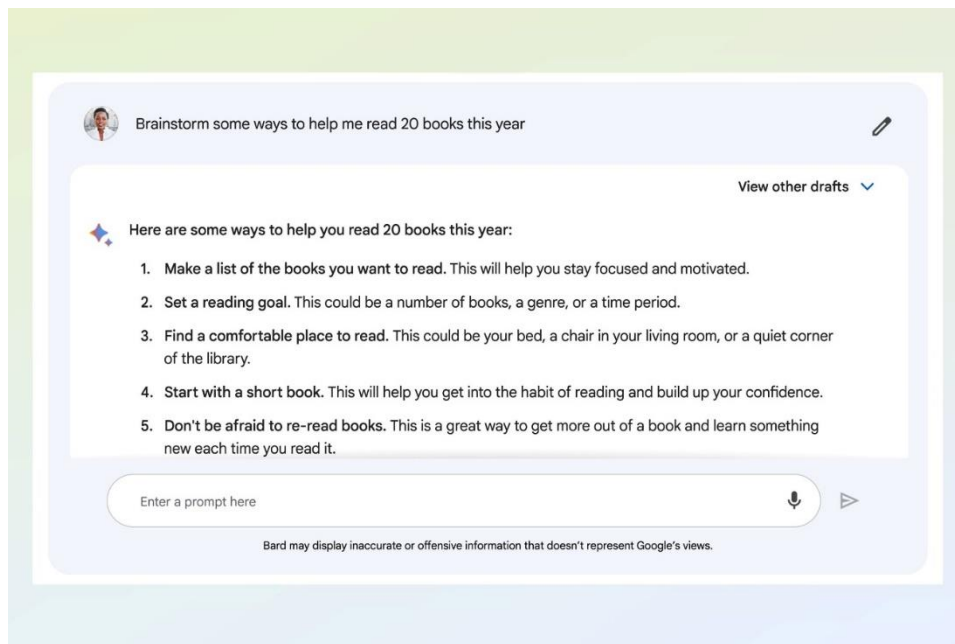 Brainstorm some ways to help me read 20 books this year
View other drafts
Here are some ways to help you read 20 books this year:
1. Make a list of the books you want to read. This will help you stay focused and motivated.
2. Set a reading goal. This could be a number of books, a genre, or a time period.
3. Find a comfortable place to read. This could be your bed, a chair in your living room, or a quiet corner
of the library.
4. Start with a short book. This will help you get into the habit of reading and build up your confidence.
5. Don't be afraid to re-read books. This is a great way to get more out of a book and learn something
new each time you read it.
Enter a prompt here
Bard may display inaccurate or offensive information that doesn't represent Google's views.